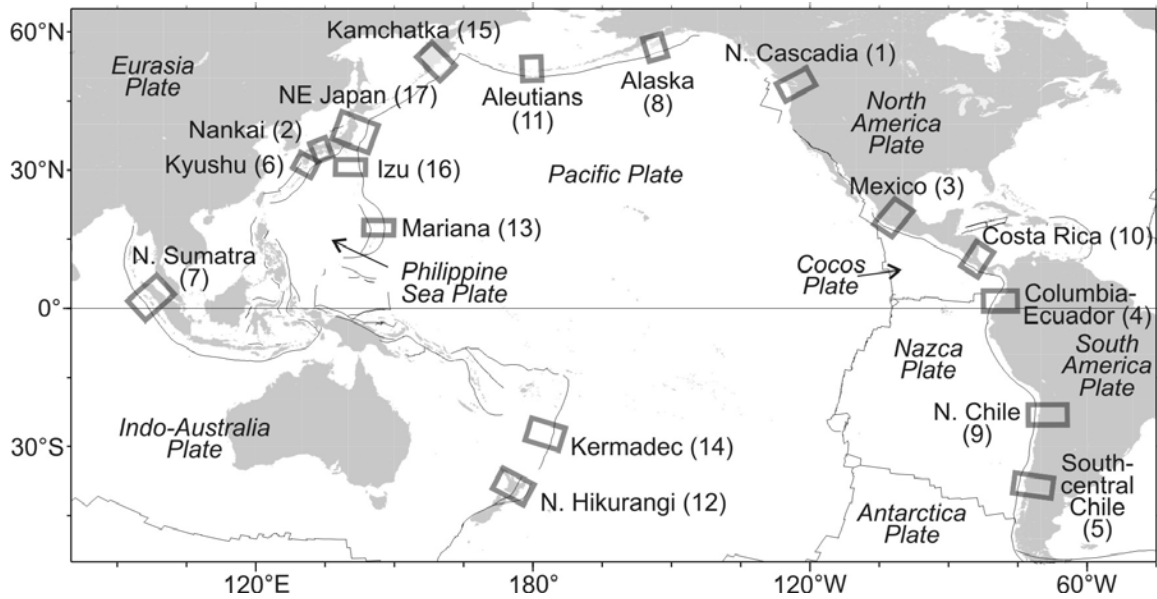 60°N
30°N
0°
30°S
120°E
180°
120°W
60°W
Kamchatka (15)
Eurasia
Plate
NE Japan (17)
Nankai (2)
Kyushu (6)
Izu (16)
Mariana (13)
N. Sumatra
(7)
Philippine
Sea Plate
Aleutians
(11)
Alaska
(8)
N. Cascadia (1)
North
America
Plate
Pacific Plate
Mexico (3)
Costa Rica (10)
Cocos
Plate
Columbia-
Ecuador (4)
South
America
Plate
Nazca
Plate
N. Chile
(9)
Indo-Australia
Plate
Kermadec (14)
N. Hikurangi (12)
South-
central
Chile
(5)
Antarctica
Plate